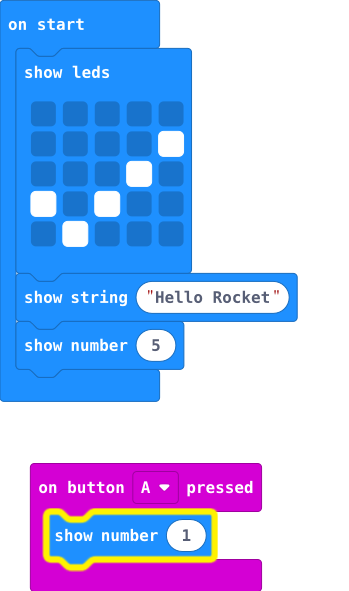 on start
show leds
show string "Hello Rocket"
show number 5
on button A pressed
show number 1